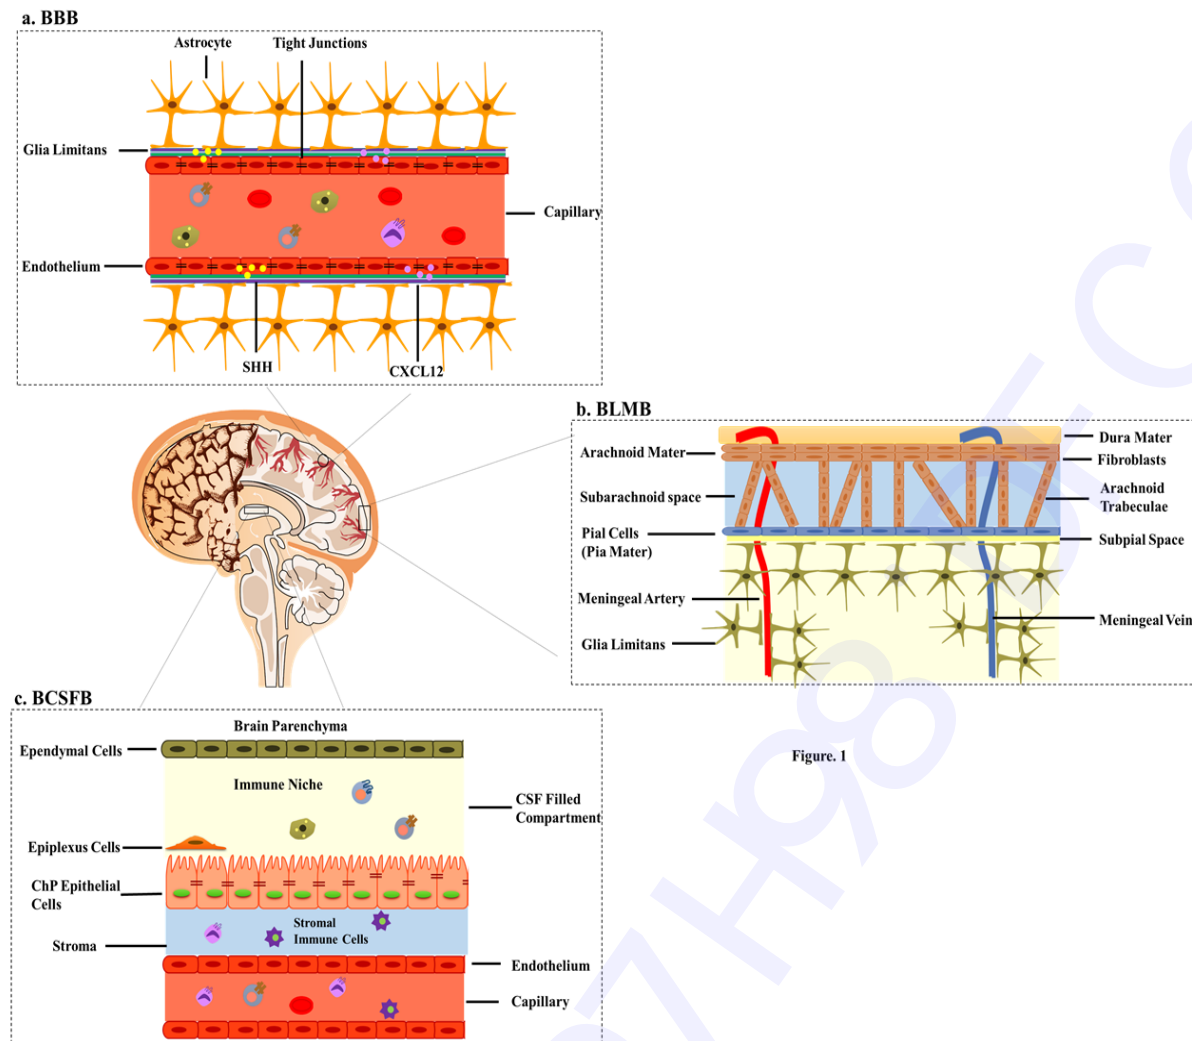 a. BBB
Astrocyte
Tight Junctions
Glia Limitans
Capillary
Endothelium
SHH
CXCL12
b. BLMB
Arachnoid Mater
Dura Mater
Fibroblasts
Subarachnoid space
Arachnoid
Trabeculae
Pial Cells
(Pia Mater)
Subpial Space
Meningeal Artery
Meningeal Vein
Glia Limitans
c. BCSFB
Brain Parenchyma
Ependymal Cells
Immune Niche
CSF Filled
Compartment
Epiplexus Cells
ChP Epithelial
Cells
Stromal
Immune Cells
Stroma
Endothelium
Capillary
Figure. 1